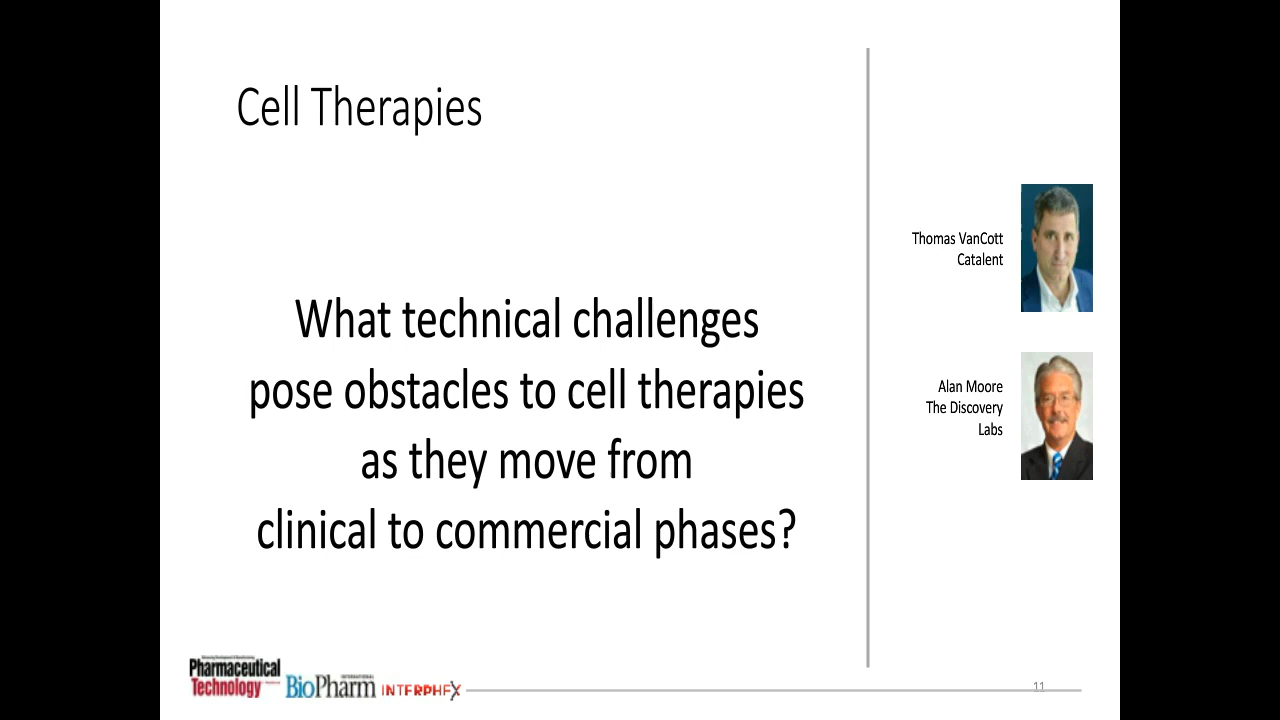 Cell Therapies
What technical challenges
pose obstacles to cell therapies
as they move from
clinical to commercial phases?
Thomas VanCott
Catalent
Alan Moore
The Discovery
Labs
Pharmaceutical
Technology
INTERNATIONAL
BioPharm
INTERPHEX
11